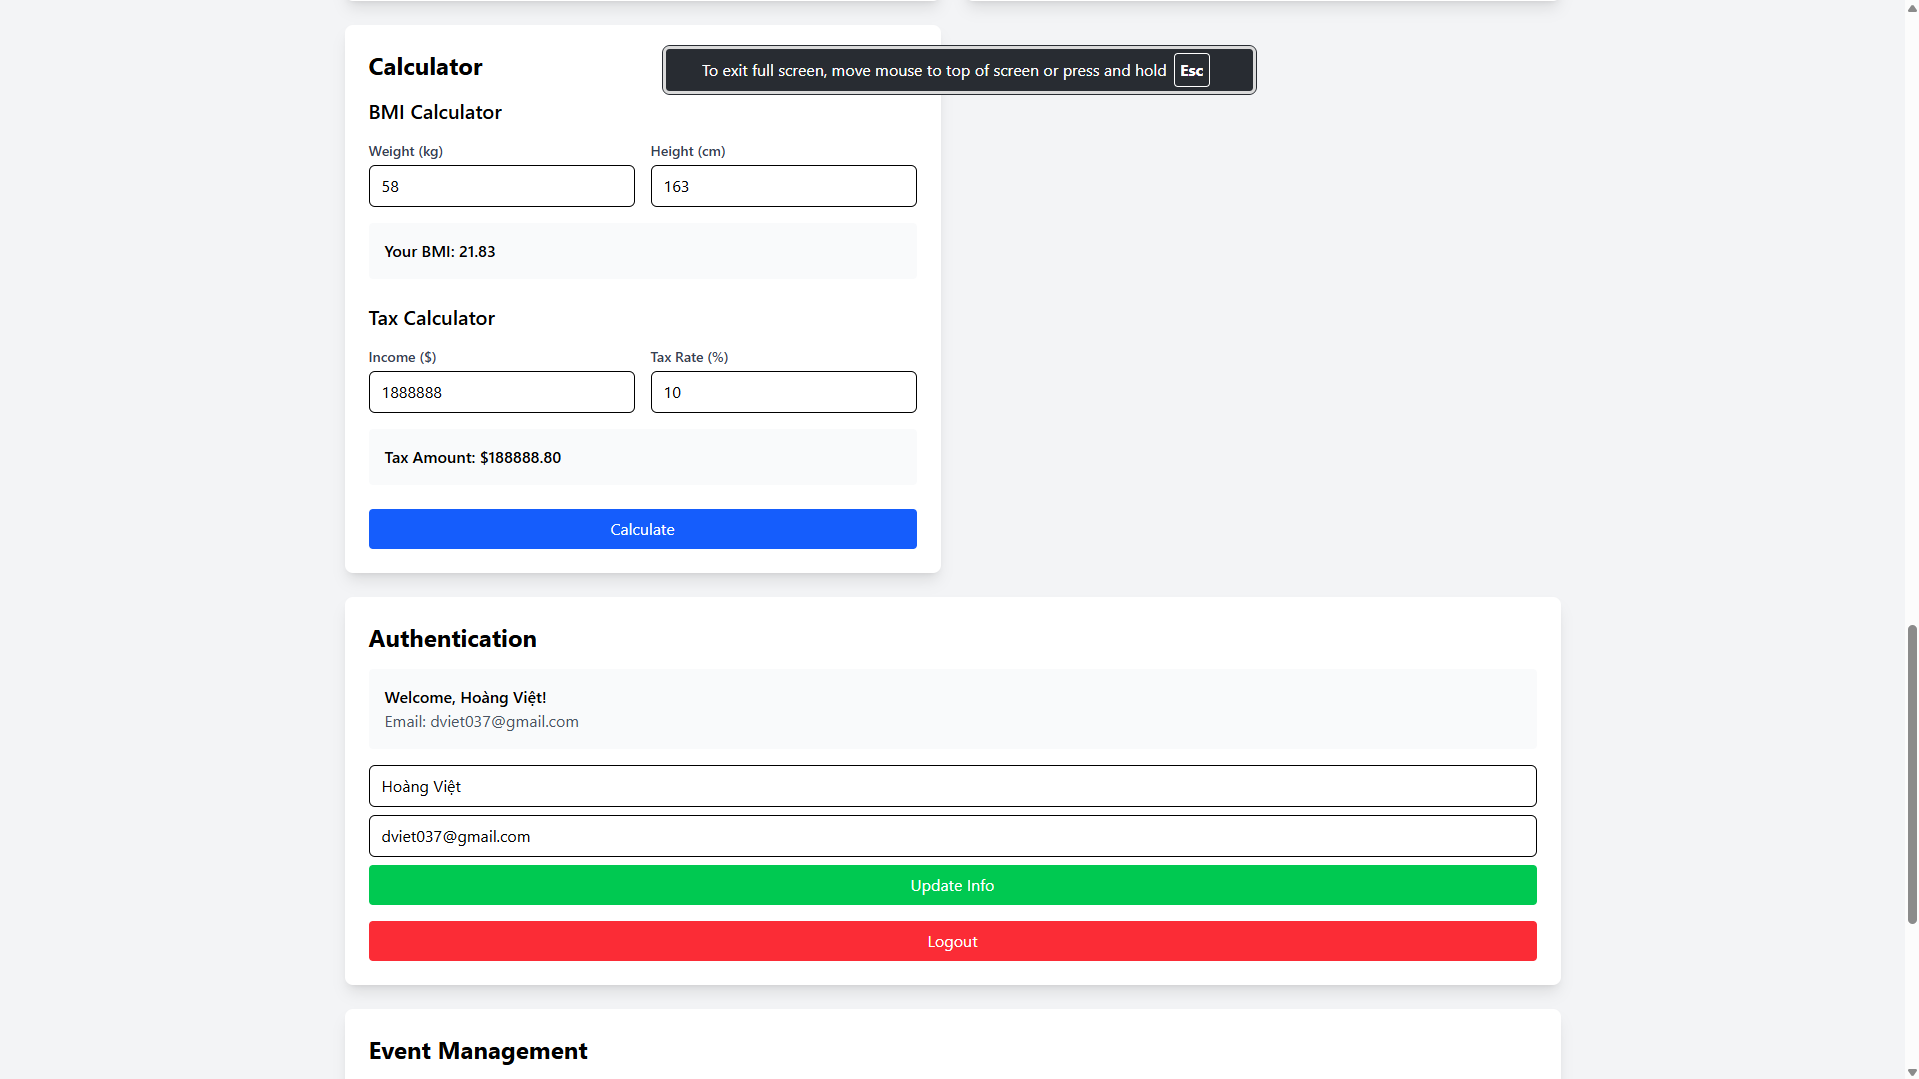 Calculator
To exit full screen, move mouse to top of screen or press and hold Esc
BMI Calculator
Weight (kg) Height (cm)
58 163
Your BMI: 21.83
Tax Calculator
Income ($) Tax Rate (%)
1888888 10
Tax Amount: $188888.80
Calculate
Authentication
Welcome, Hoàng Việt!
Email: dviet037@gmail.com
Hoàng Việt
dviet037@gmail.com
Update Info
Logout
Event Management